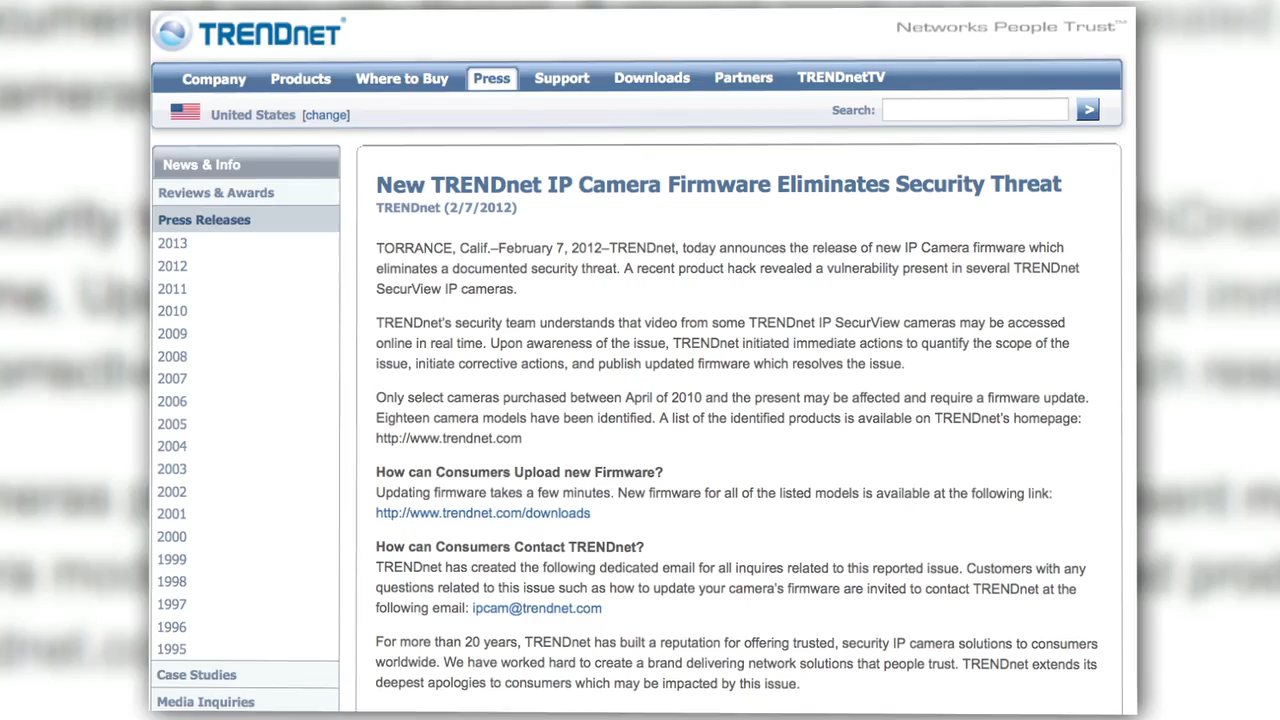 TRENDNET
Networks People Trust™
Company Products Where to Buy Press Support Downloads Partners TRENDnetTV
United States [change]
Search: >
News & Info
Reviews & Awards
Press Releases
2013
2012
2011
2010
2009
2008
2007
2006
2005
2004
2003
2002
2001
2000
1999
1998
1997
1996
1995
Case Studies
Media Inquiries
New TRENDnet IP Camera Firmware Eliminates Security Threat
TRENDnet (2/7/2012)
TORRANCE, Calif.–February 7, 2012–TRENDnet, today announces the release of new IP Camera firmware which
eliminates a documented security threat. A recent product hack revealed a vulnerability present in several TRENDnet
SecurView IP cameras.
TRENDnet's security team understands that video from some TRENDnet IP SecurView cameras may be accessed
online in real time. Upon awareness of the issue, TRENDnet initiated immediate actions to quantify the scope of the
issue, initiate corrective actions, and publish updated firmware which resolves the issue.
Only select cameras purchased between April of 2010 and the present may be affected and require a firmware update.
Eighteen camera models have been identified. A list of the identified products is available on TRENDnet's homepage:
http://www.trendnet.com
How can Consumers Upload new Firmware?
Updating firmware takes a few minutes. New firmware for all of the listed models is available at the following link:
http://www.trendnet.com/downloads
How can Consumers Contact TRENDnet?
TRENDnet has created the following dedicated email for all inquires related to this reported issue. Customers with any
questions related to this issue such as how to update your camera's firmware are invited to contact TRENDnet at the
following email: ipcam@trendnet.com
For more than 20 years, TRENDnet has built a reputation for offering trusted, security IP camera solutions to consumers
worldwide. We have worked hard to create a brand delivering network solutions that people trust. TRENDnet extends its
deepest apologies to consumers which may be impacted by this issue.